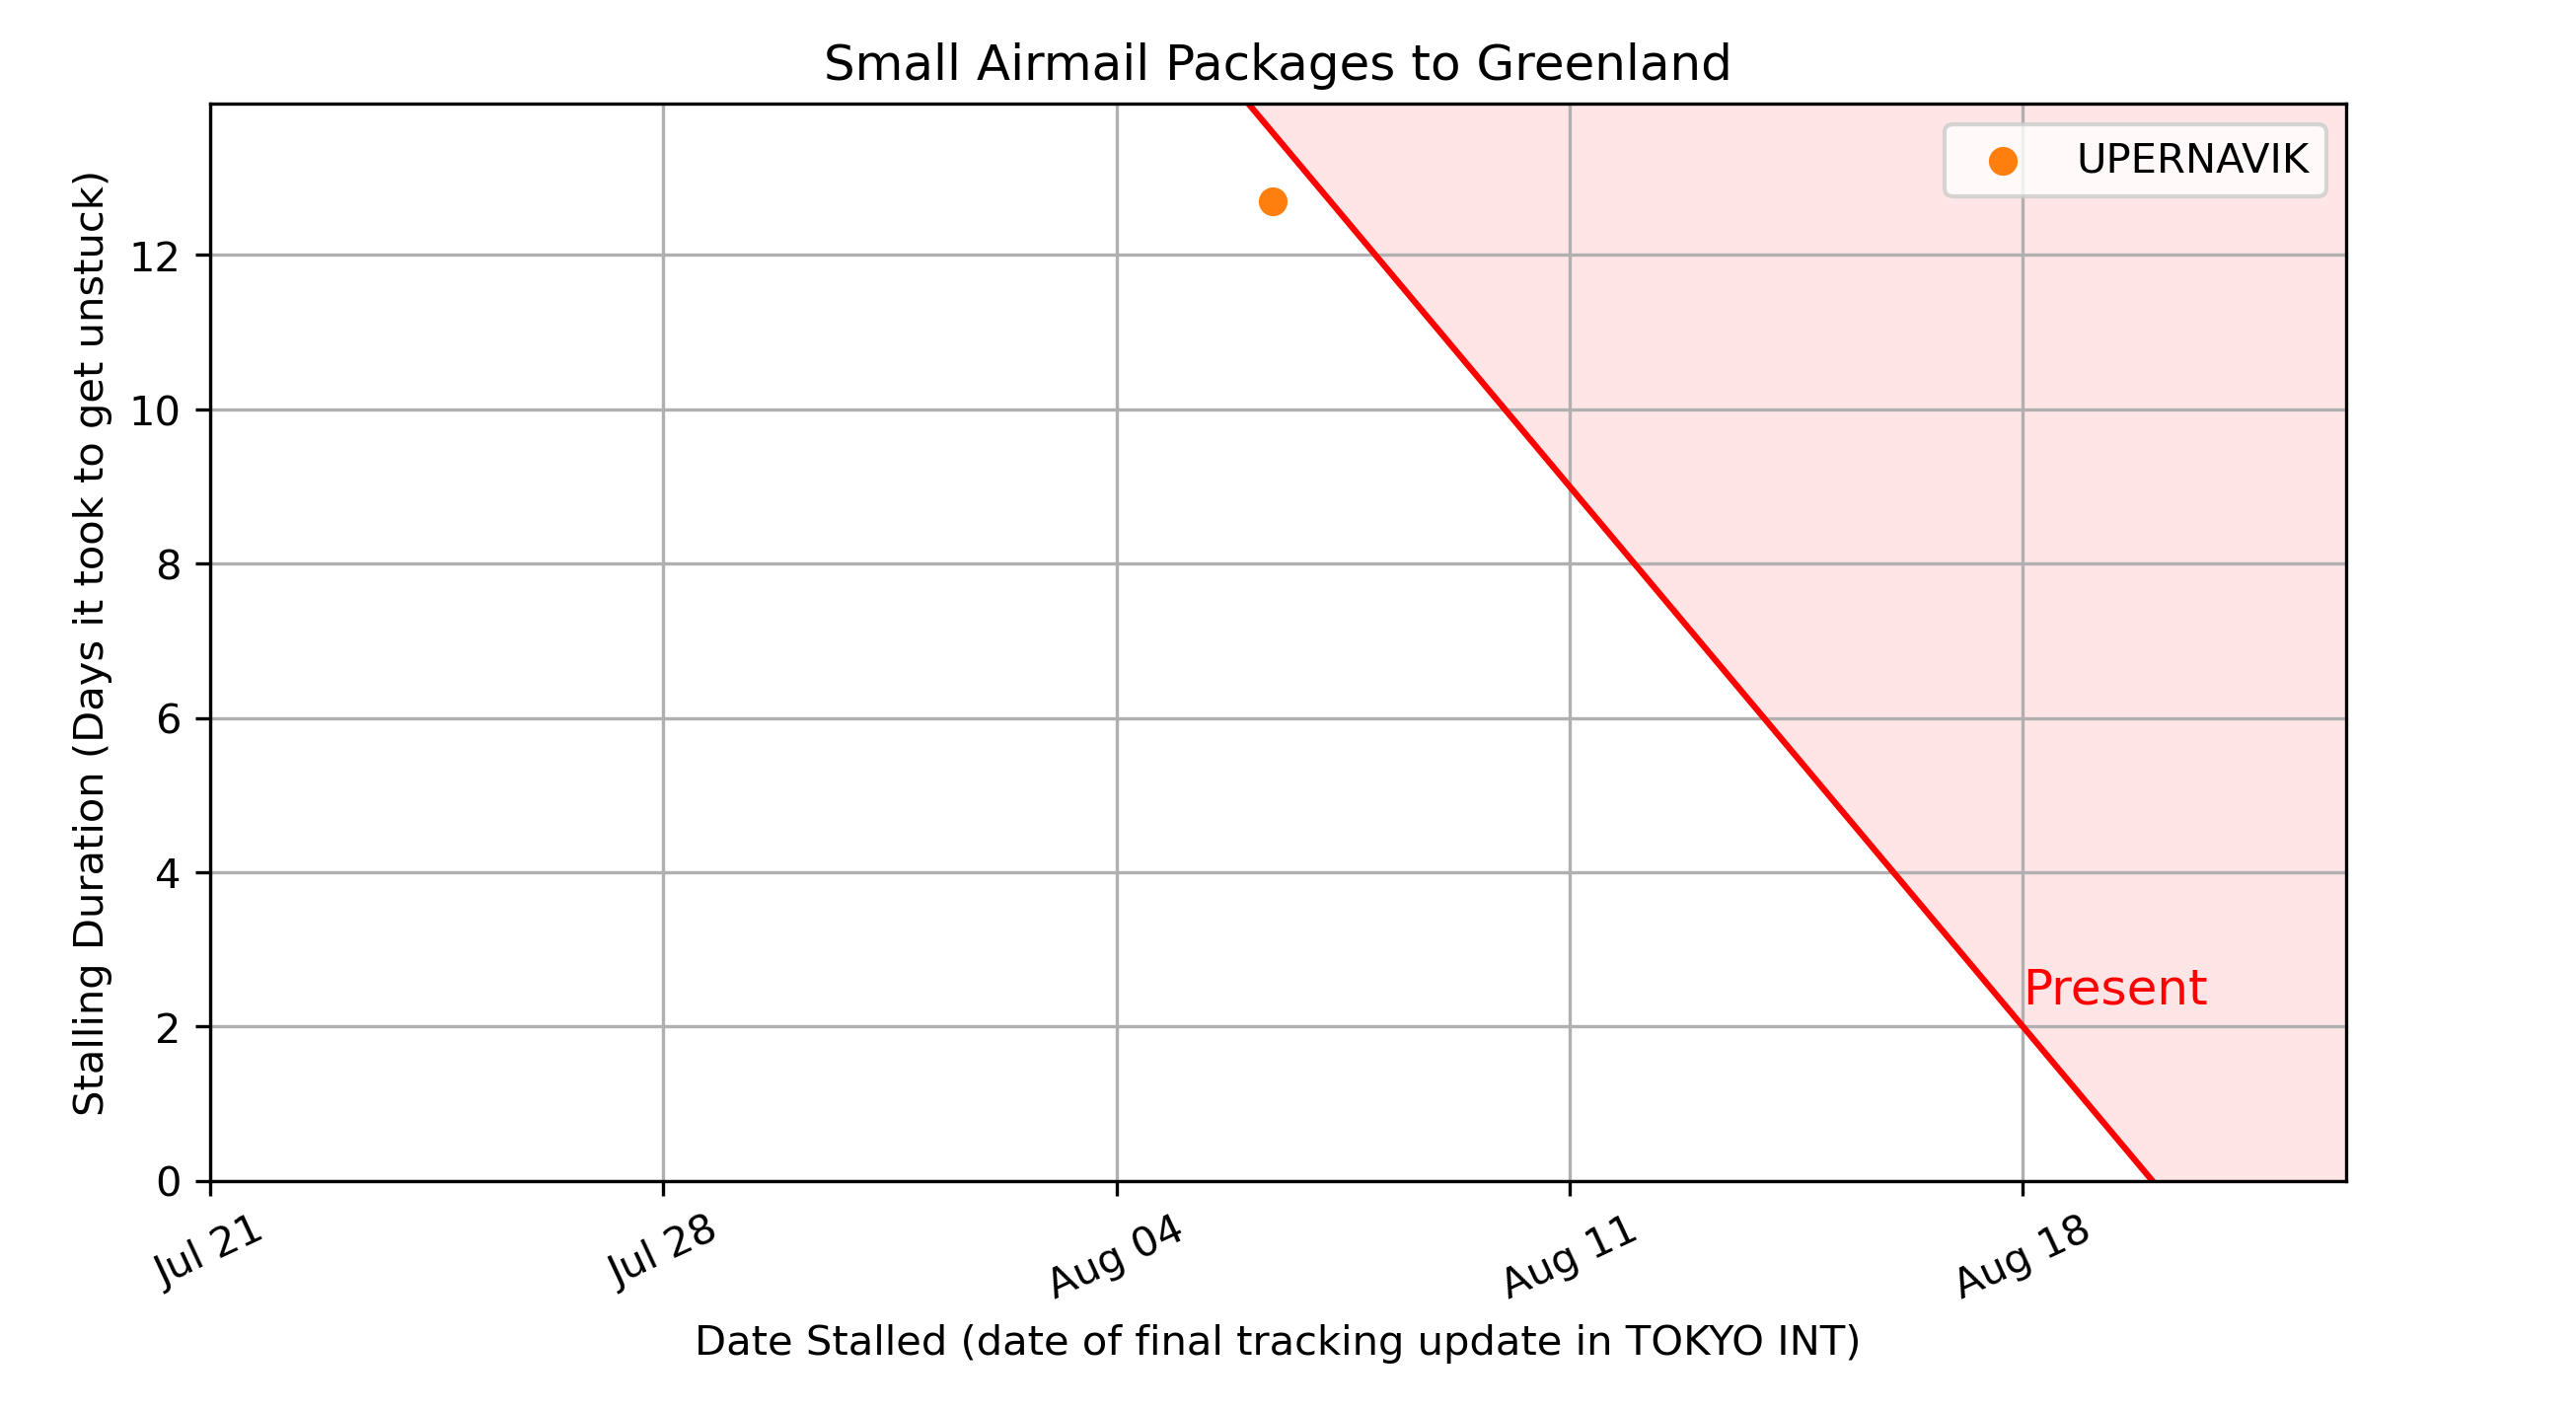 Small Airmail Packages to Greenland
UPERNAVIK
Stalling Duration (Days it took to get unstuck)
12
10
8
6
4
2
0
Present
Jul 21
Jul 28
Aug 04
Aug 11
Aug 18
Date Stalled (date of final tracking update in TOKYO INT)